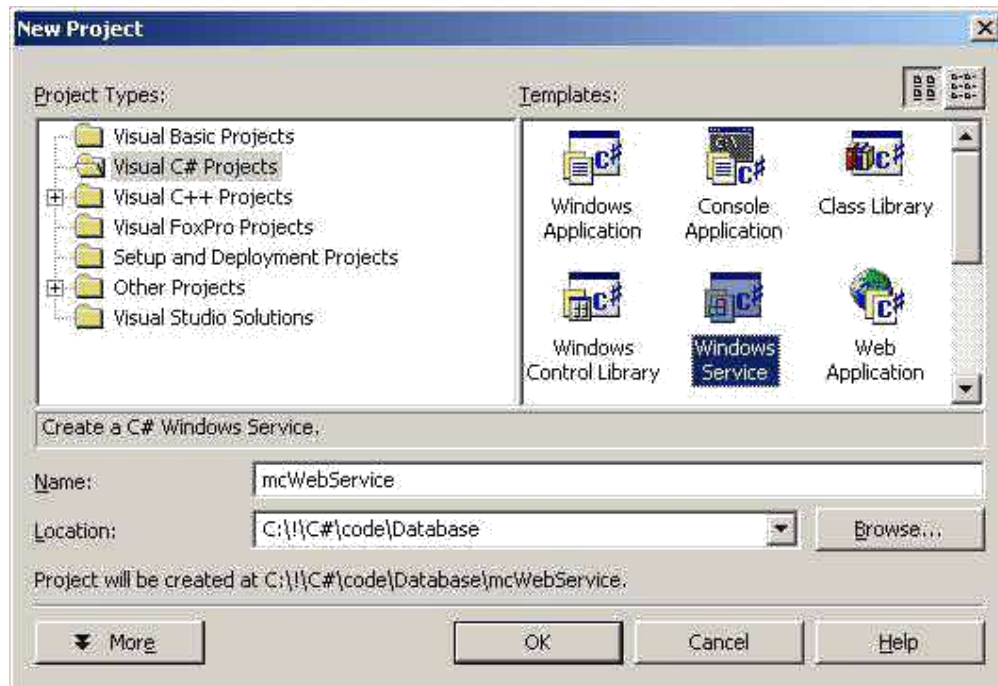 New Project
Project Types:
Templates:
Visual Basic Projects
Visual C# Projects
Visual C++ Projects
Visual FoxPro Projects
Setup and Deployment Projects
Other Projects
Visual Studio Solutions
Windows
Application
Console
Application
Class Library
Windows
Control Library
Windows
Service
Web
Application
Create a C# Windows Service.
Name:
mcWebService
Location:
C:\!\C#\code\Database
Browse...
Project will be created at C:\!\C#\code\Database\mcWebService.
More
OK
Cancel
Help